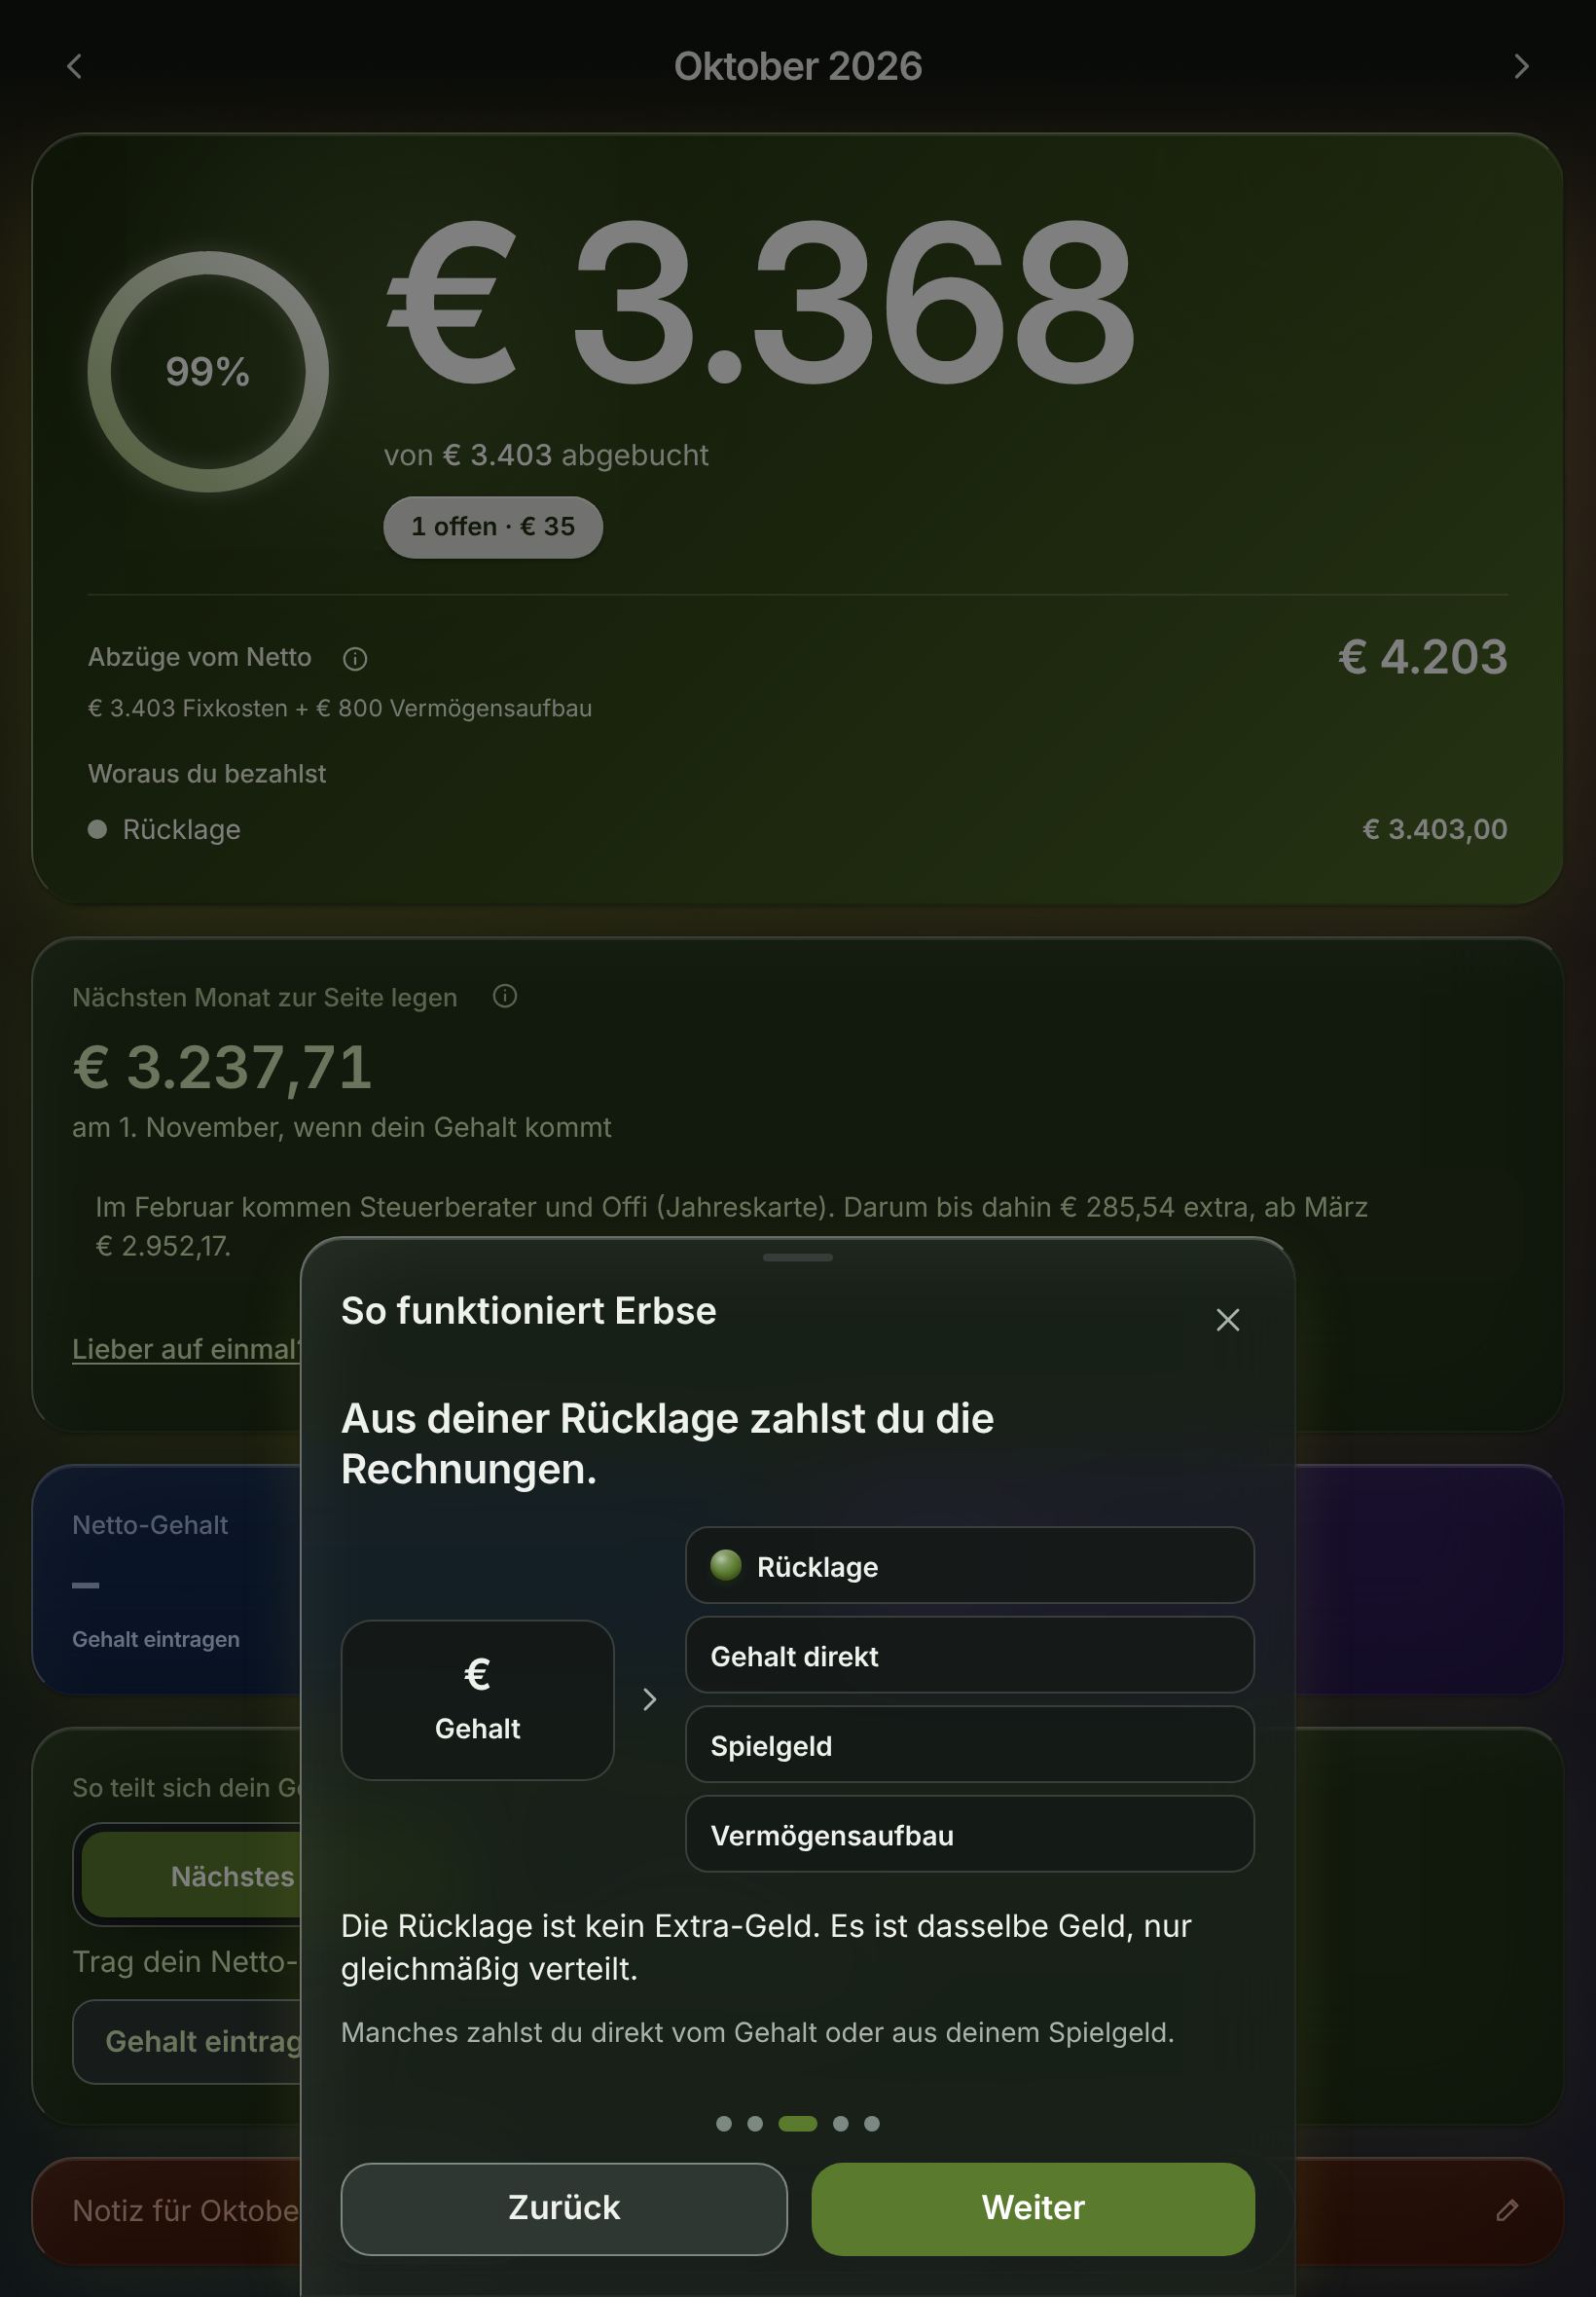 Oktober 2026
99%
€ 3.368
von € 3.403 abgebucht
1 offen · € 35
Abzüge vom Netto
€ 4.203
€ 3.403 Fixkosten + € 800 Vermögensaufbau
Woraus du bezahlst
Rücklage
€ 3.403,00
Nächsten Monat zur Seite legen
€ 3.237,71
am 1. November, wenn dein Gehalt kommt
Im Februar kommen Steuerberater und Offi (Jahreskarte). Darum bis dahin € 285,54 extra, ab März
€ 2.952,17.
Lieber auf einmal?
Netto-Gehalt
–
Gehalt eintragen
So teilt sich dein
Nächstes
Trag dein Netto-
Gehalt
Notiz für
So funktioniert Erbse
Aus deiner Rücklage zahlst du die
Rechnungen.
€
Gehalt
Rücklage
Gehalt direkt
Spielgeld
Vermögensaufbau
Die Rücklage ist kein Extra-Geld. Es ist dasselbe Geld, nur
gleichmäßig verteilt.
Manches zahlst du direkt vom Gehalt oder aus deinem Spielgeld.
Zurück
Weiter